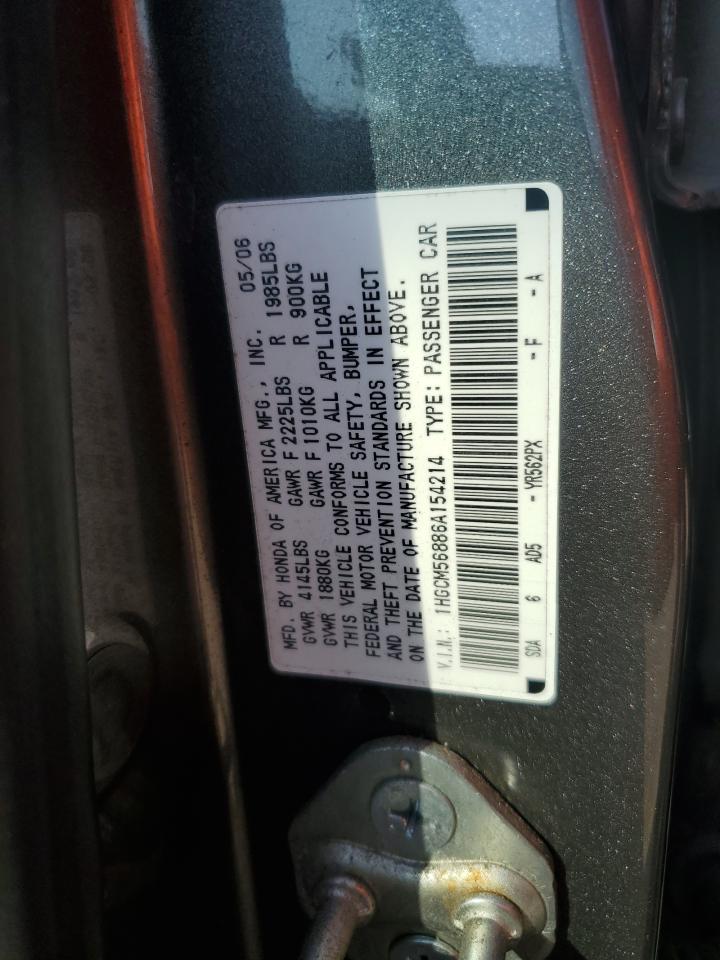 MFD. BY HONDA OF AMERICA MFG., INC. 05/06
GVWR 4145LBS GAWR F 2225LBS R 1985LBS
GVWR 1880KG GAWR F 1010KG R 900KG
THIS VEHICLE CONFORMS TO ALL APPLICABLE
FEDERAL MOTOR VEHICLE SAFETY, BUMPER,
AND THEFT PREVENTION STANDARDS IN EFFECT
ON THE DATE OF MANUFACTURE SHOWN ABOVE.
V.I.N.: 1HGCM56886A154214 TYPE: PASSENGER CAR
SDA 6 AD5 - YR562PX - F - A